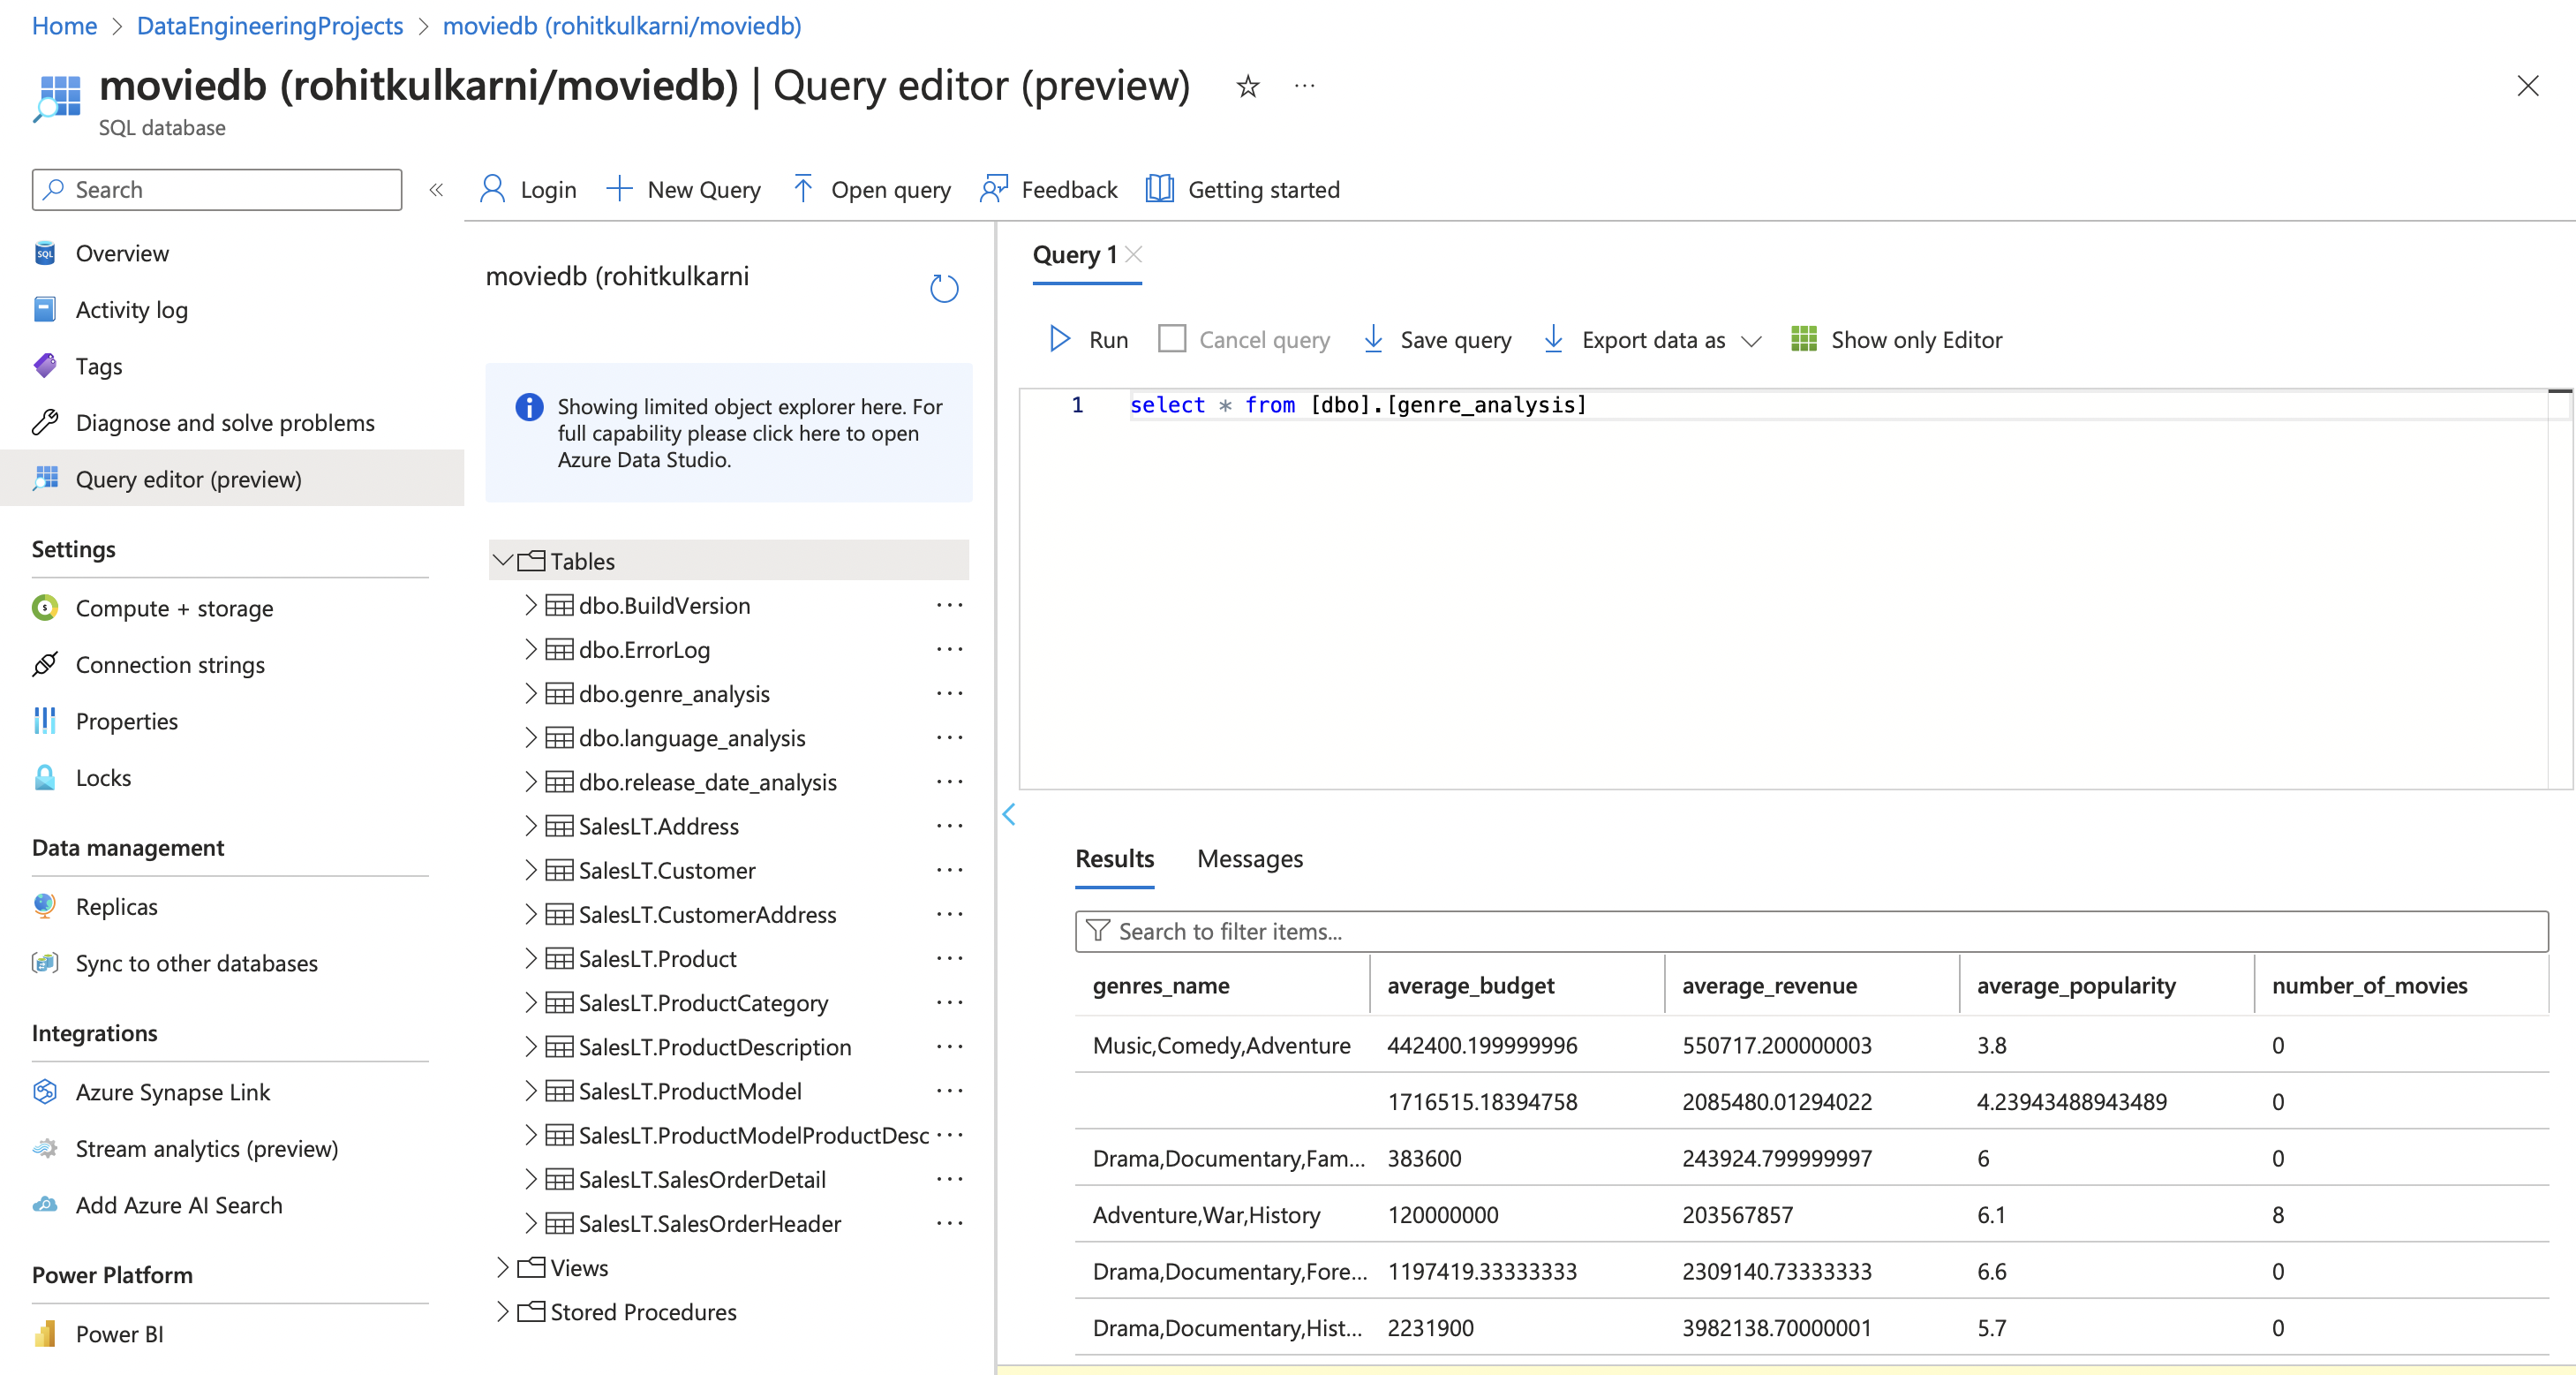 Home > DataEngineeringProjects > moviedb (rohitkulkarni/moviedb)
moviedb (rohitkulkarni/moviedb) | Query editor (preview) ...
SQL database
Search
Overview
Activity log
Tags
Diagnose and solve problems
Query editor (preview)
Settings
Compute + storage
Connection strings
Properties
Locks
Data management
Replicas
Sync to other databases
Integrations
Azure Synapse Link
Stream analytics (preview)
Add Azure AI Search
Power Platform
Power BI
Login New Query Open query Feedback Getting started
moviedb (rohitkulkarni
Showing limited object explorer here. For
full capability please click here to open
Azure Data Studio.
Tables
dbo.BuildVersion
dbo.ErrorLog
dbo.genre_analysis
dbo.language_analysis
dbo.release_date_analysis
SalesLT.Address
SalesLT.Customer
SalesLT.CustomerAddress
SalesLT.Product
SalesLT.ProductCategory
SalesLT.ProductDescription
SalesLT.ProductModel
SalesLT.ProductModelProductDesc
SalesLT.SalesOrderDetail
SalesLT.SalesOrderHeader
Views
Stored Procedures
Query 1
Run Cancel query Save query Export data as Show only Editor
1 select * from [dbo].[genre_analysis]
Results Messages
Search to filter items...
genres_name average_budget average_revenue average_popularity number_of_movies
Music,Comedy,Adventure 442400.199999996 550717.200000003 3.8 0
1716515.18394758 2085480.01294022 4.23943488943489 0
Drama,Documentary,Fam... 383600 243924.799999997 6 0
Adventure,War,History 120000000 203567857 6.1 8
Drama,Documentary,Fore... 1197419.33333333 2309140.73333333 6.6 0
Drama,Documentary,Hist... 2231900 3982138.70000001 5.7 0